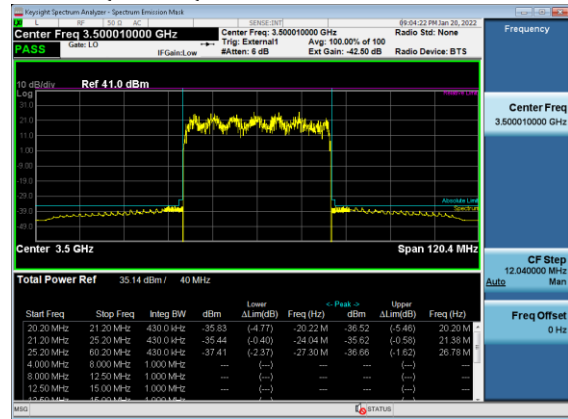 Keysight Spectrum Analyzer - Spectrum Emission Mask
L RF 50 Ω AC SENSE:INT 09:04:22 PM Jan 20, 2022
Center Freq 3.500010000 GHz Center Freq: 3.500010000 GHz Radio Std: None
PASS Gate: LO IFGain:Low Trig: External1 Avg: 100.00% of 100
#Atten: 6 dB Ext Gain: -42.50 dB Radio Device: BTS
Frequency
10 dB/div Ref 41.0 dBm
Log
31.0
21.0
11.0
1.00
-9.00
-19.0
-29.0
-39.0
-49.0
Absolute Limit
Spectrum
Center 3.5 GHz Span 120.4 MHz
Center Freq
3.500010000 GHz
CF Step
12.040000 MHz
Auto Man
Freq Offset
0 Hz
Total Power Ref 35.14 dBm / 40 MHz
Lower <- Peak -> Upper
Start Freq Stop Freq Integ BW dBm ΔLim(dB) Freq (Hz) dBm ΔLim(dB) Freq (Hz)
20.20 MHz 21.20 MHz 430.0 kHz -35.83 (-4.77) -20.22 M -36.52 (-5.46) 20.20 M
21.20 MHz 25.20 MHz 430.0 kHz -35.44 (-0.40) -24.04 M -35.62 (-0.58) 21.38 M
25.20 MHz 60.20 MHz 430.0 kHz -37.41 (-2.37) -27.30 M -36.66 (-1.62) 26.78 M
4.000 MHz 8.000 MHz 1.000 MHz --- (---) --- --- (---) ---
8.000 MHz 12.50 MHz 1.000 MHz --- (---) --- --- (---) ---
12.50 MHz 15.00 MHz 1.000 MHz --- (---) --- --- (---) ---
MSG STATUS